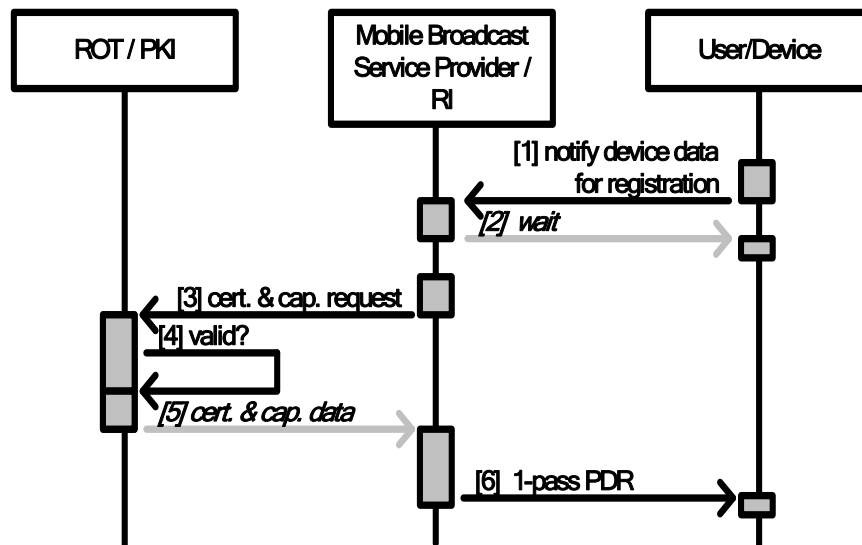 ROT / PKI
Mobile Broadcast
Service Provider /
RI
User/Device
[1] notify device data
for registration
[2] wait
[3] cert. & cap. request
[4] valid?
[5] cert. & cap. data
[6] 1-pass PDR